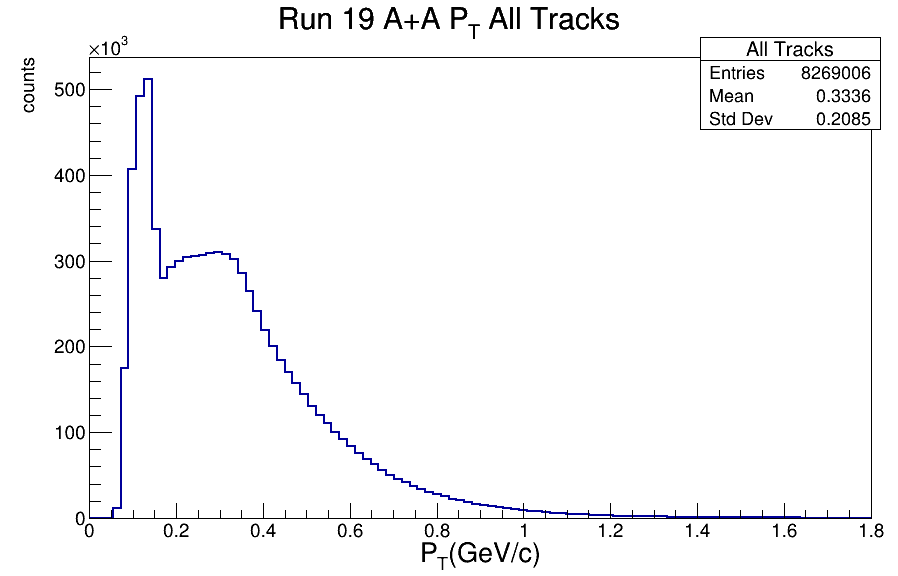 Run 19 A+A P_T All Tracks
×10³
counts
All Tracks
Entries 8269006
Mean 0.3336
Std Dev 0.2085
500
400
300
200
100
0
0 0.2 0.4 0.6 0.8 1 1.2 1.4 1.6 1.8
P_T(GeV/c)